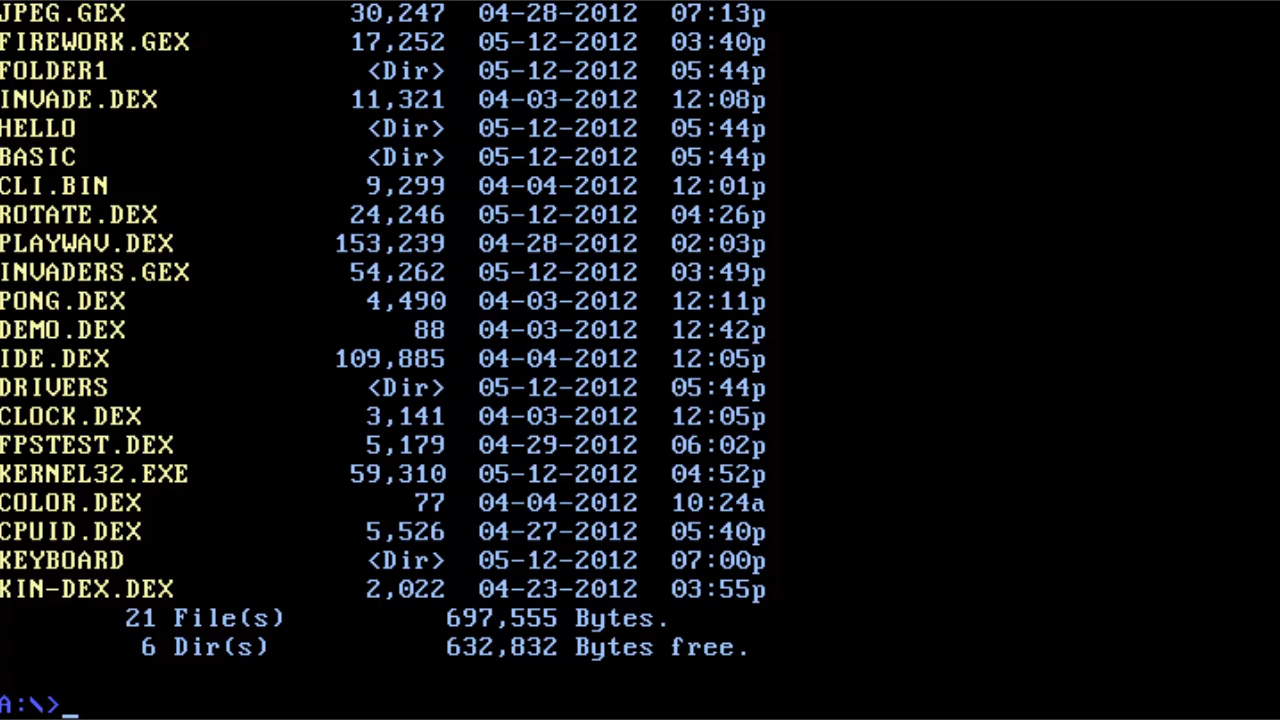 JPEG.GEX 30,247 04-28-2012 07:13p
FIREWORK.GEX 17,252 05-12-2012 03:40p
FOLDER1 <Dir> 05-12-2012 05:44p
INVADE.DEX 11,321 04-03-2012 12:08p
HELLO <Dir> 05-12-2012 05:44p
BASIC <Dir> 05-12-2012 05:44p
CLI.BIN 9,299 04-04-2012 12:01p
ROTATE.DEX 24,246 05-12-2012 04:26p
PLAYWAV.DEX 153,239 04-28-2012 02:03p
INVADERS.GEX 54,262 05-12-2012 03:49p
PONG.DEX 4,490 04-03-2012 12:11p
DEMO.DEX 88 04-03-2012 12:42p
IDE.DEX 109,885 04-04-2012 12:05p
DRIVERS <Dir> 05-12-2012 05:44p
CLOCK.DEX 3,141 04-03-2012 12:05p
FPSTEST.DEX 5,179 04-29-2012 06:02p
KERNEL32.EXE 59,310 05-12-2012 04:52p
COLOR.DEX 77 04-04-2012 10:24a
CPUID.DEX 5,526 04-27-2012 05:40p
KEYBOARD <Dir> 05-12-2012 07:00p
KIN-DEX.DEX 2,022 04-23-2012 03:55p
21 File(s) 697,555 Bytes.
6 Dir(s) 632,832 Bytes free.
A:\>_